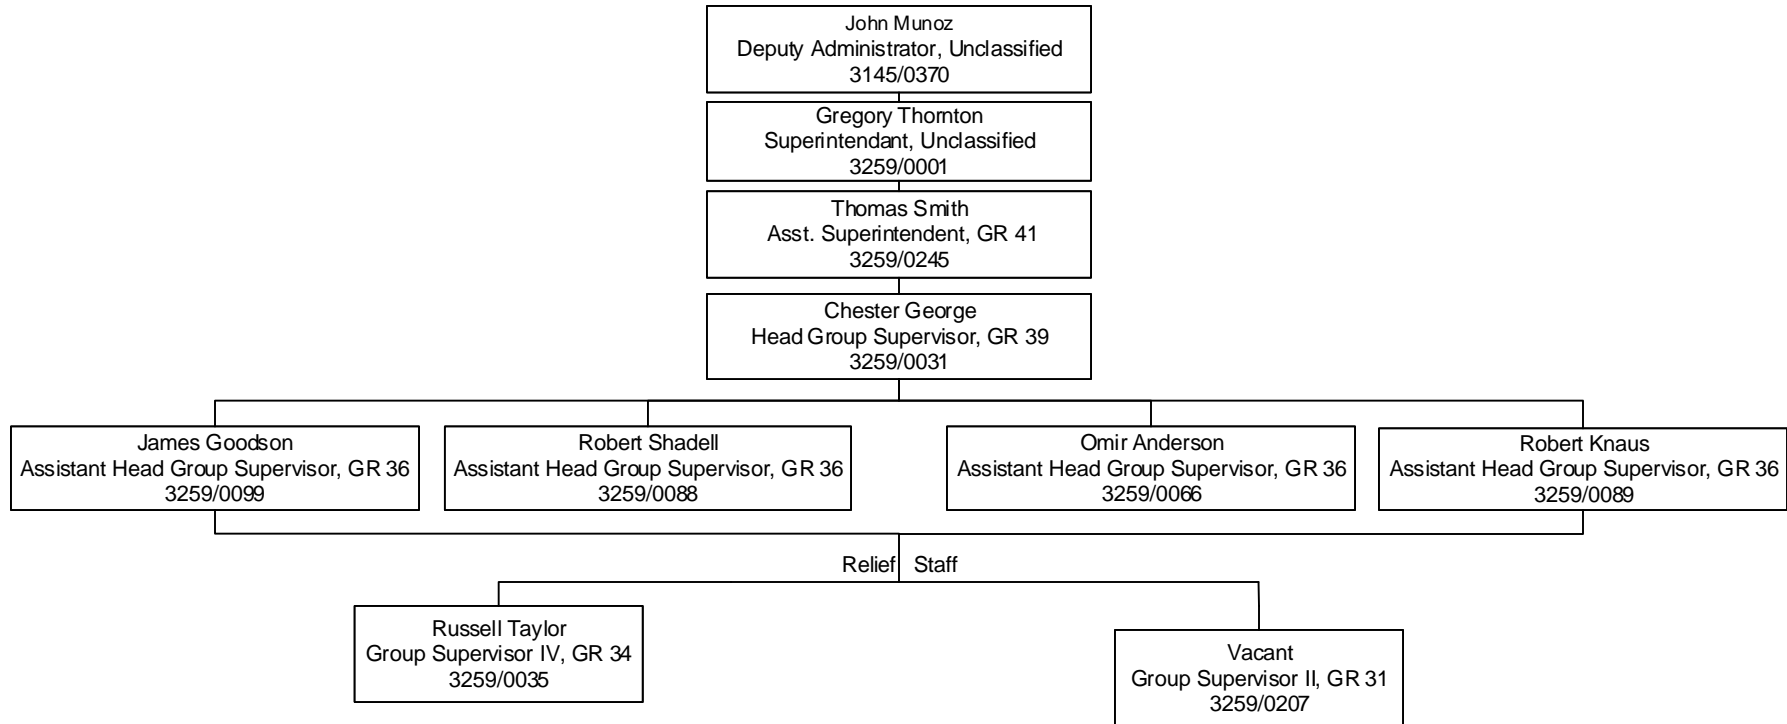 John Munoz
Deputy Administrator, Unclassified
3145/0370
Gregory Thornton
Superintendant, Unclassified
3259/0001
Thomas Smith
Asst. Superintendent, GR 41
3259/0245
Chester George
Head Group Supervisor, GR 39
3259/0031
James Goodson
Assistant Head Group Supervisor, GR 36
3259/0099
Robert Shadell
Assistant Head Group Supervisor, GR 36
3259/0088
Omir Anderson
Assistant Head Group Supervisor, GR 36
3259/0066
Robert Knaus
Assistant Head Group Supervisor, GR 36
3259/0089
Relief Staff
Russell Taylor
Group Supervisor IV, GR 34
3259/0035
Vacant
Group Supervisor II, GR 31
3259/0207